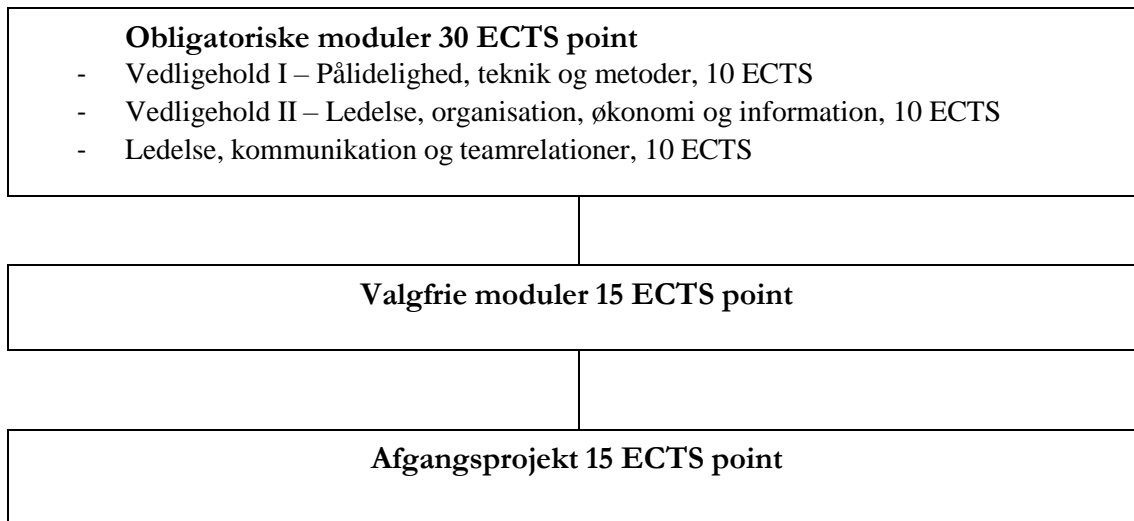 Obligatoriske moduler 30 ECTS point
- Vedligehold I – Pålidelighed, teknik og metoder, 10 ECTS
- Vedligehold II – Ledelse, organisation, økonomi og information, 10 ECTS
- Ledelse, kommunikation og teamrelationer, 10 ECTS
Valgfrie moduler 15 ECTS point
Afgangsprojekt 15 ECTS point